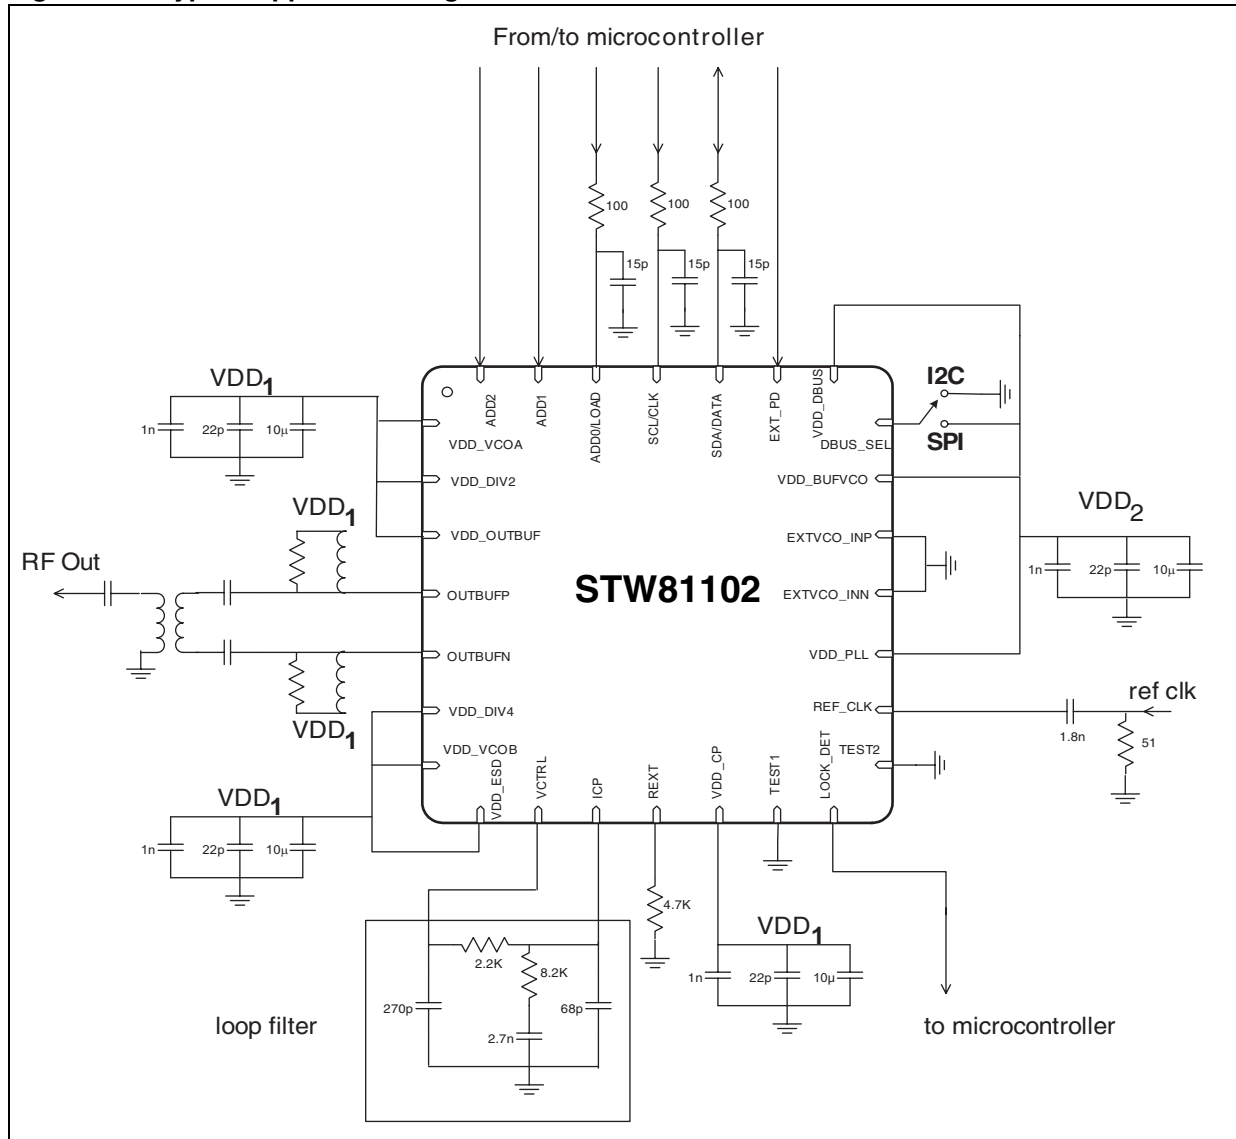 From/to microcontroller
100
100
100
15p
15p
15p
VDD1
1n
22p
10µ
ADD2
ADD1
ADD0/LOAD
SCL/CLK
SDA/DATA
EXT_PD
VDD_DBUS
I2C
SPI
DBUS_SEL
VDD_VCOA
VDD_DIV2
VDD_BUFVCO
VDD2
1n
22p
10µ
VDD1
VDD_OUTBUF
EXTVCO_INP
RF Out
STW81102
OUTBUFP
EXTVCO_INN
OUTBUFN
VDD_PLL
VDD1
VDD_DIV4
REF_CLK
ref clk
1.8n
51
VDD_VCOB
TEST2
VDD_ESD
VCTRL
ICP
REXT
VDD_CP
TEST1
LOCK_DET
VDD1
1n
22p
10µ
4.7K
VDD1
1n
22p
10µ
2.2K
8.2K
270p
68p
2.7n
loop filter
to microcontroller